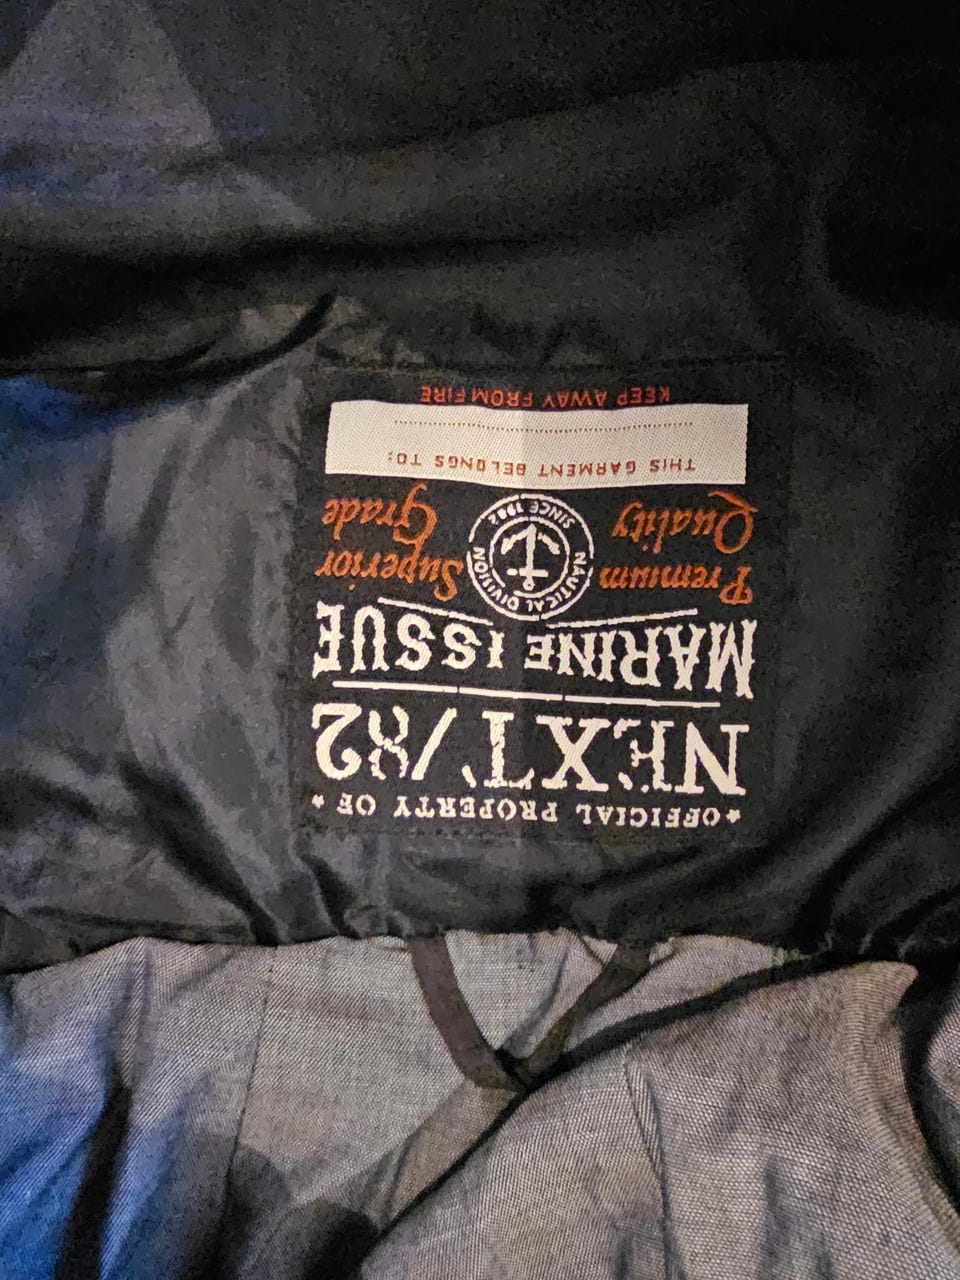 ★OFFICIAL PROPERTY OF★
NEXT/82
MARINE ISSUE
Premium Quality
NAUTICAL DIVISION
SINCE 1982
Superior Grade
THIS GARMENT BELONGS TO:
KEEP AWAY FROM FIRE